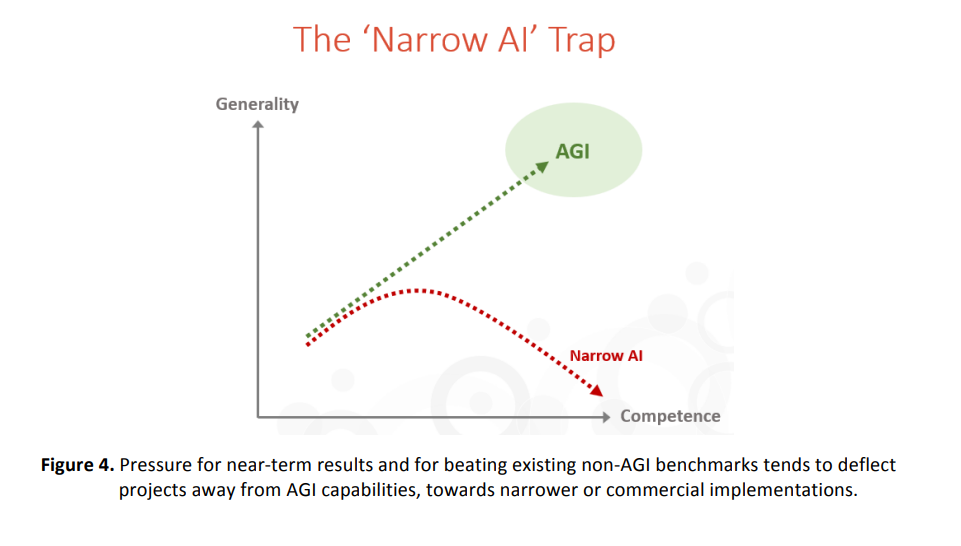 The ‘Narrow AI’ Trap
Generality
AGI
Narrow AI
Competence
Figure 4. Pressure for near-term results and for beating existing non-AGI benchmarks tends to deflect
projects away from AGI capabilities, towards narrower or commercial implementations.